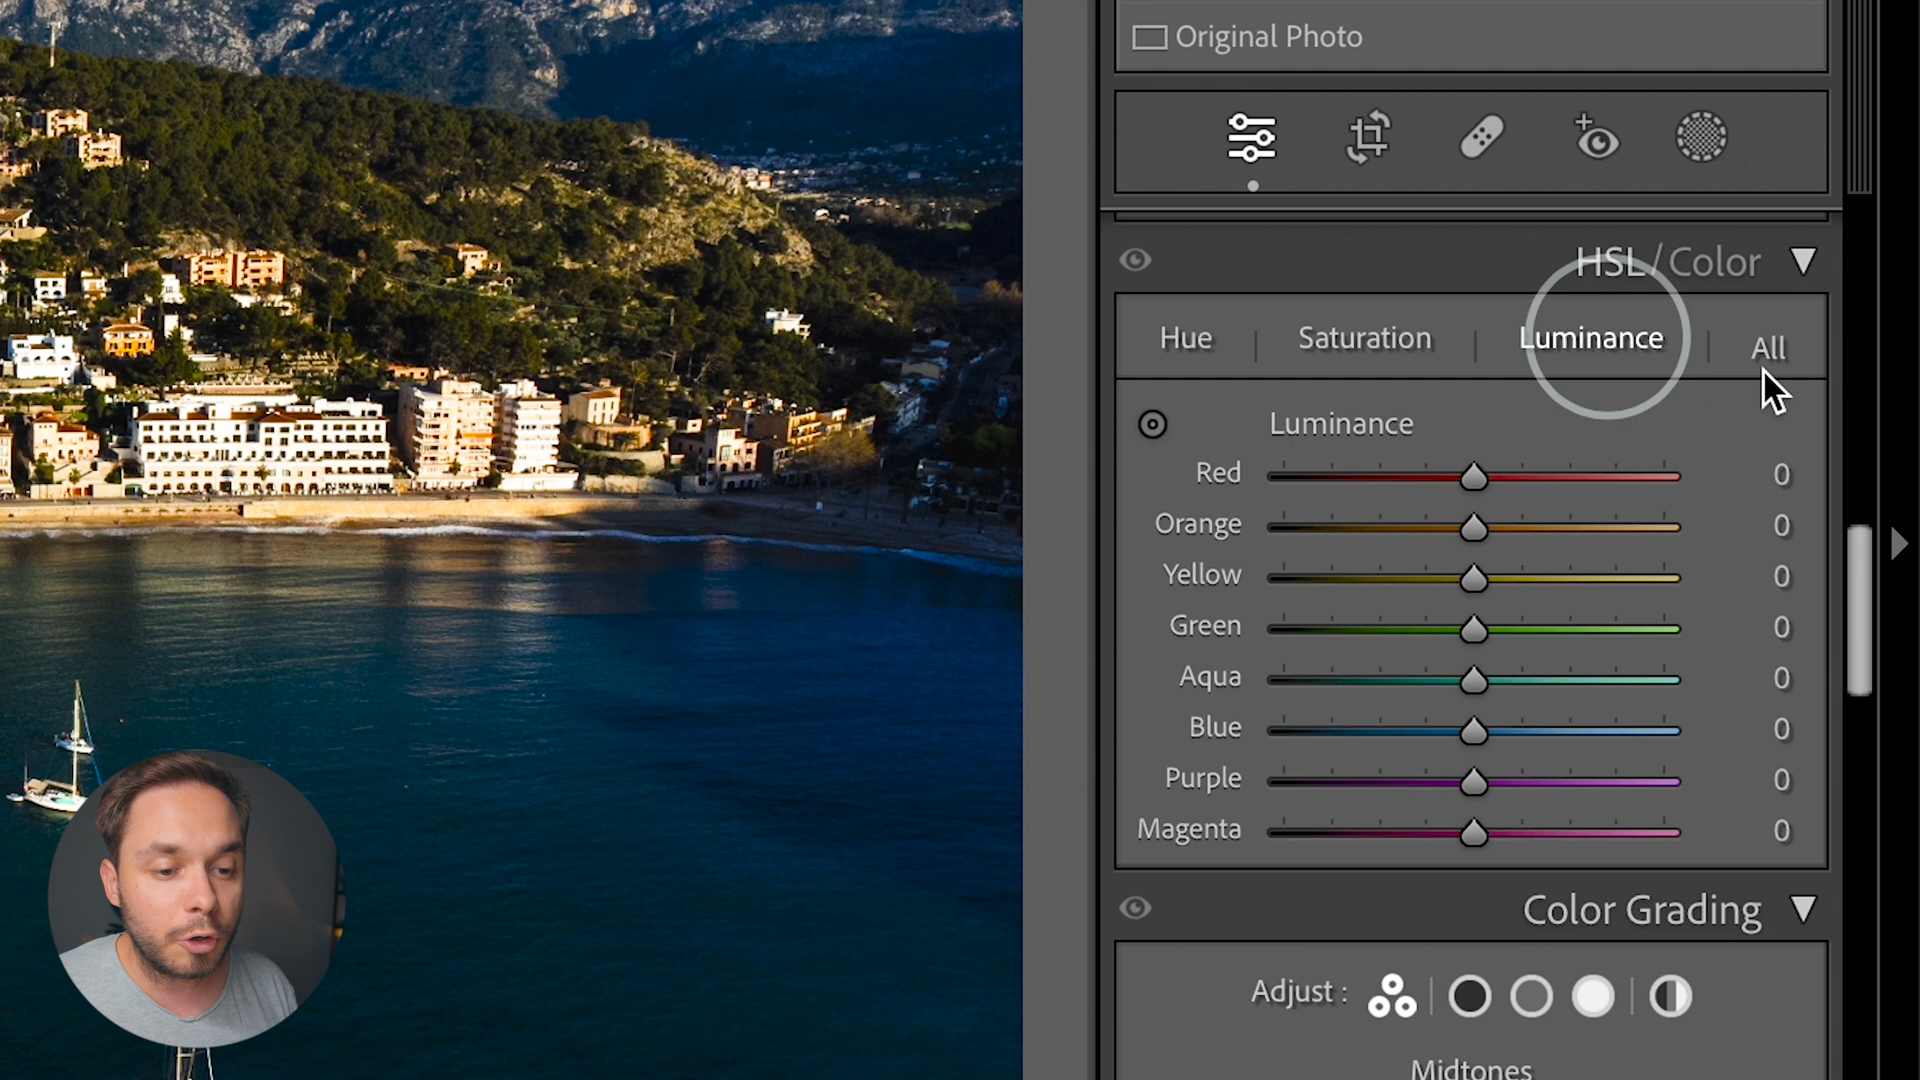 Original Photo
HSL / Color
Hue | Saturation | Luminance | All
Luminance
Red 0
Orange 0
Yellow 0
Green 0
Aqua 0
Blue 0
Purple 0
Magenta 0
Color Grading
Adjust :
Midtones